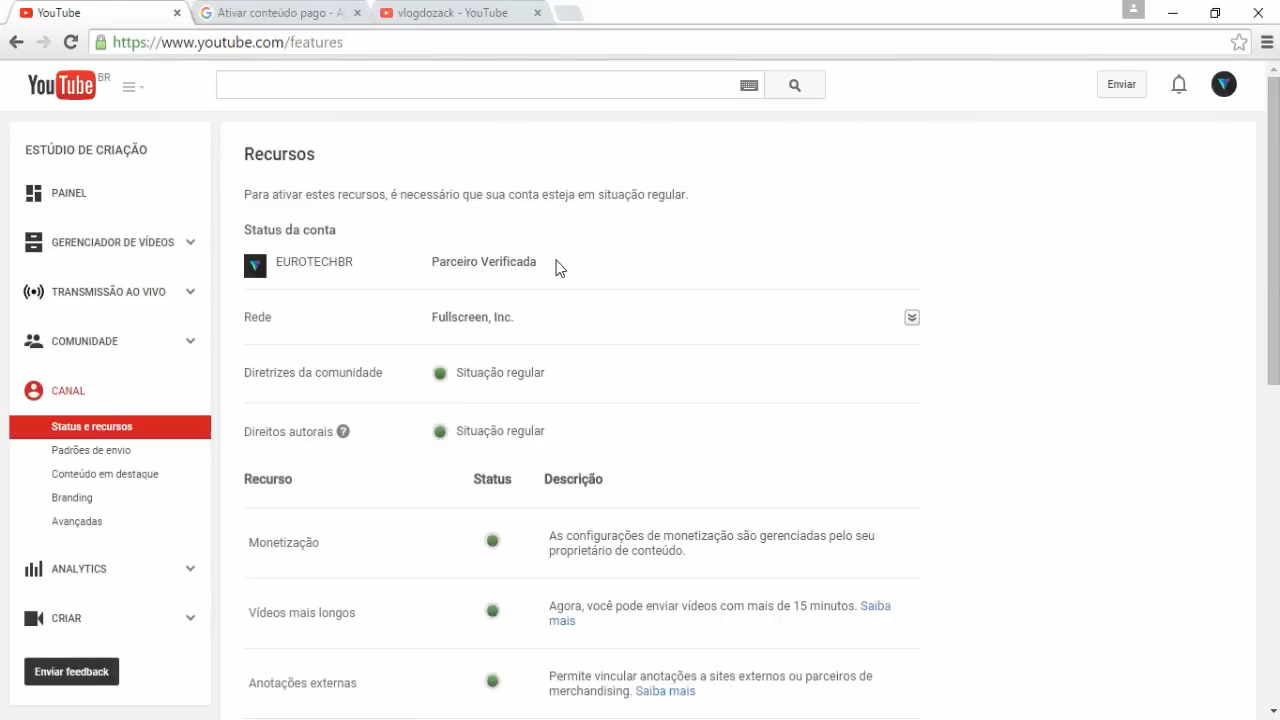 YouTube
Ativar conteúdo pago - A
vlogdozack - YouTube
https://www.youtube.com/features
YouTube BR
Enviar
ESTÚDIO DE CRIAÇÃO
PAINEL
GERENCIADOR DE VÍDEOS
TRANSMISSÃO AO VIVO
COMUNIDADE
CANAL
Status e recursos
Padrões de envio
Conteúdo em destaque
Branding
Avançadas
ANALYTICS
CRIAR
Enviar feedback
Recursos
Para ativar estes recursos, é necessário que sua conta esteja em situação regular.
Status da conta
EUROTECHBR Parceiro Verificada
Rede Fullscreen, Inc.
Diretrizes da comunidade Situação regular
Direitos autorais ? Situação regular
Recurso Status Descrição
Monetização As configurações de monetização são gerenciadas pelo seu
proprietário de conteúdo.
Vídeos mais longos Agora, você pode enviar vídeos com mais de 15 minutos. Saiba
mais
Anotações externas Permite vincular anotações a sites externos ou parceiros de
merchandising. Saiba mais